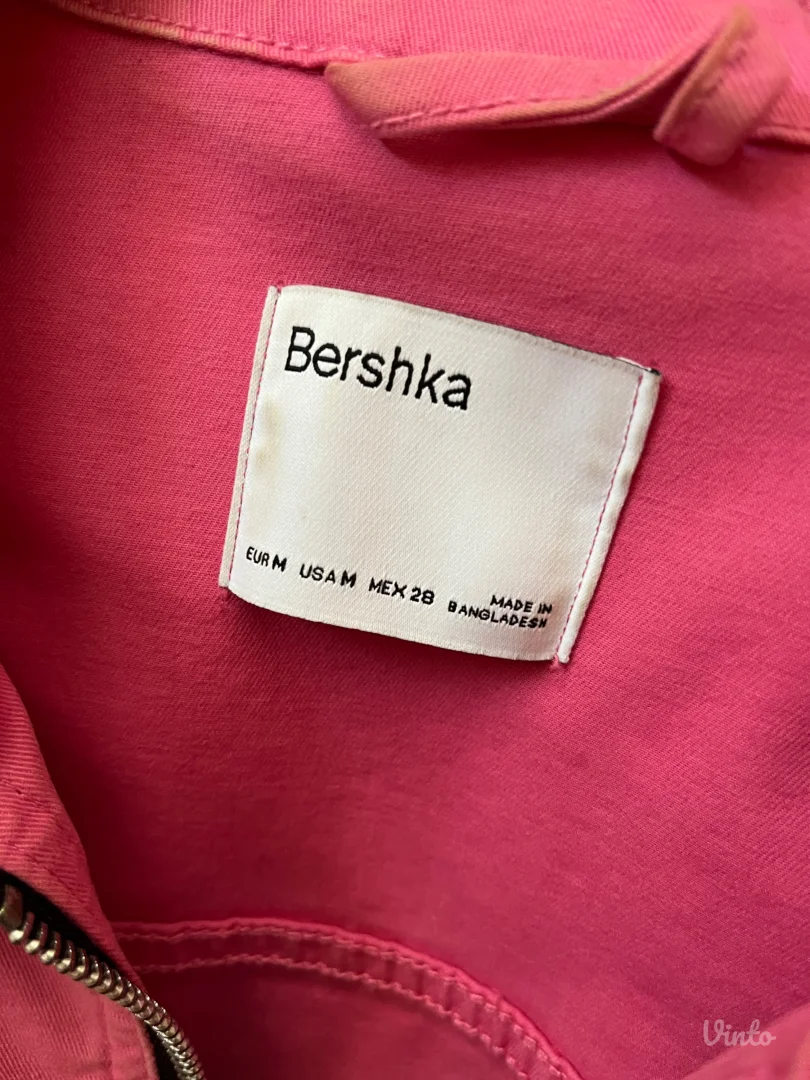 Bershka
EUR M USA M MEX 28
MADE IN
BANGLADESH
Vinto